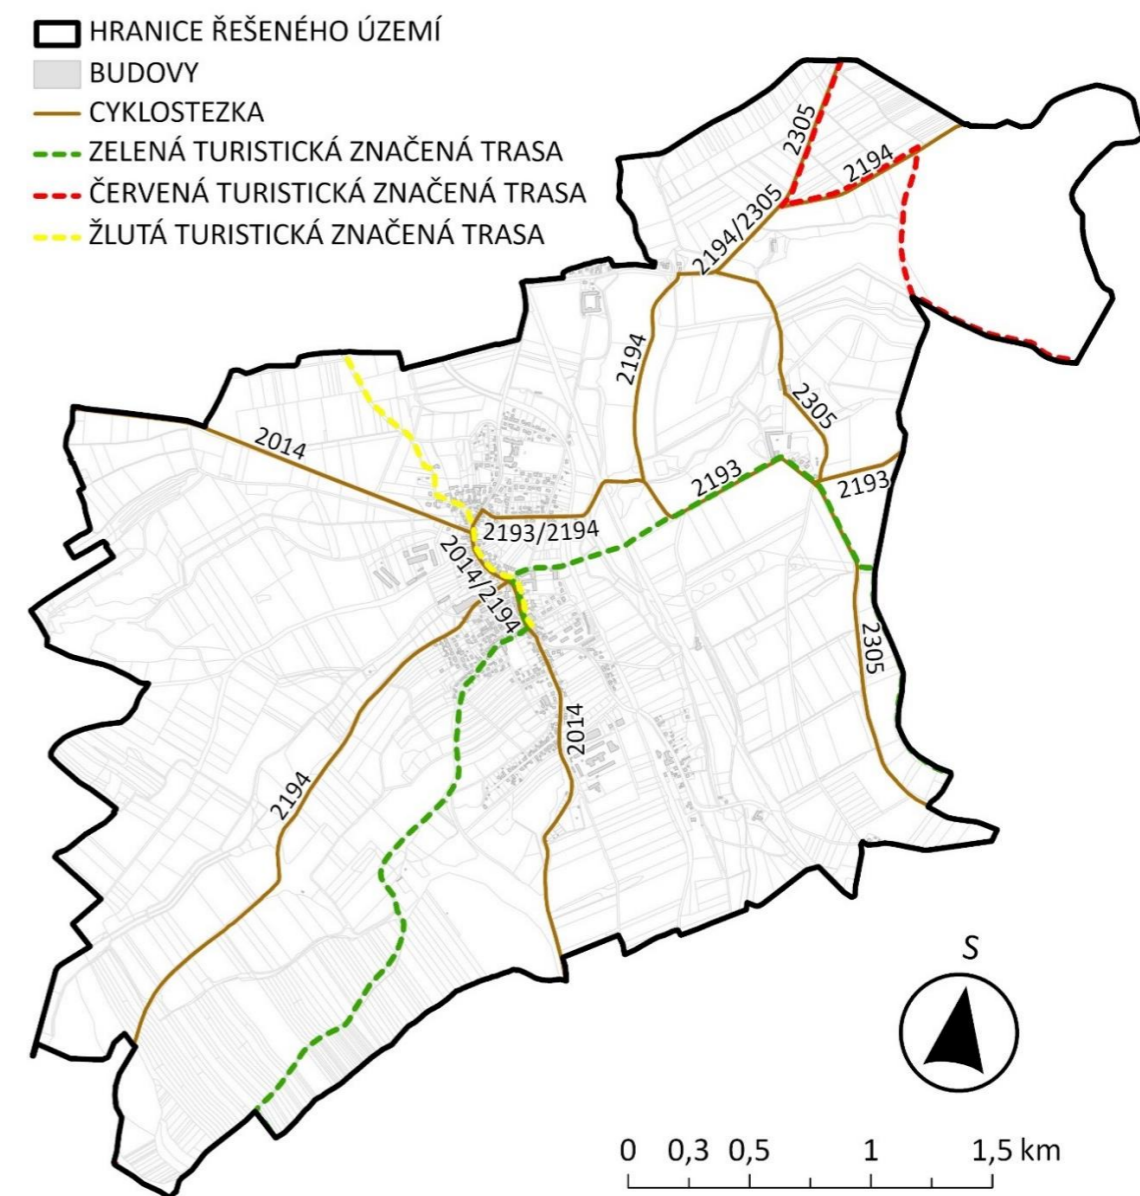 HRANICE ŘEŠENÉHO ÚZEMÍ
BUDOVY
CYKLOSTEZKA
ZELENÁ TURISTICKÁ ZNAČENÁ TRASA
ČERVENÁ TURISTICKÁ ZNAČENÁ TRASA
ŽLUTÁ TURISTICKÁ ZNAČENÁ TRASA
2305
2194
2194/2305
2194
2305
2014
2193
2193
2193/2194
2014/2194
2305
2014
2194
S
0 0,3 0,5 1 1,5 km